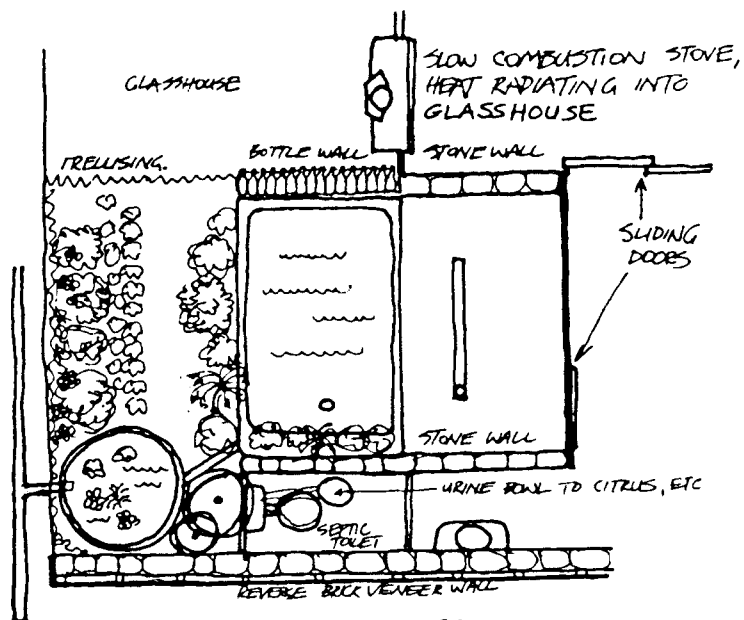 GLASSHOUSE
SLOW COMBUSTION STOVE,
HEAT RADIATING INTO
GLASSHOUSE
TRELLISING.
BOTTLE WALL
STONE WALL
SLIDING
DOORS
STONE WALL
URINE BOWL TO CITRUS, ETC
SEPTIC
TOILET
REVERSE BRICK VENEER WALL